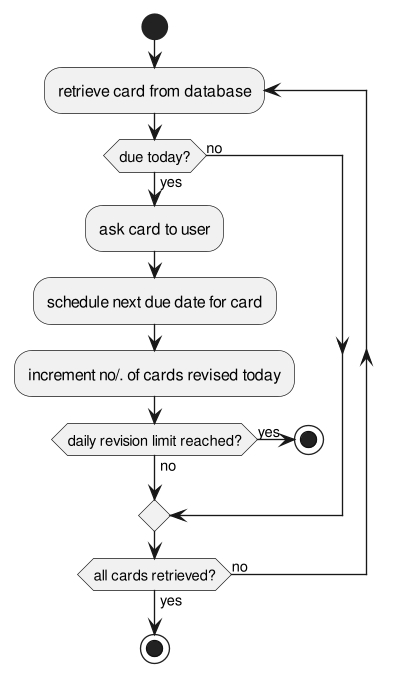 retrieve card from database
due today?
no
yes
ask card to user
schedule next due date for card
increment no/. of cards revised today
daily revision limit reached?
yes
no
all cards retrieved?
no
yes